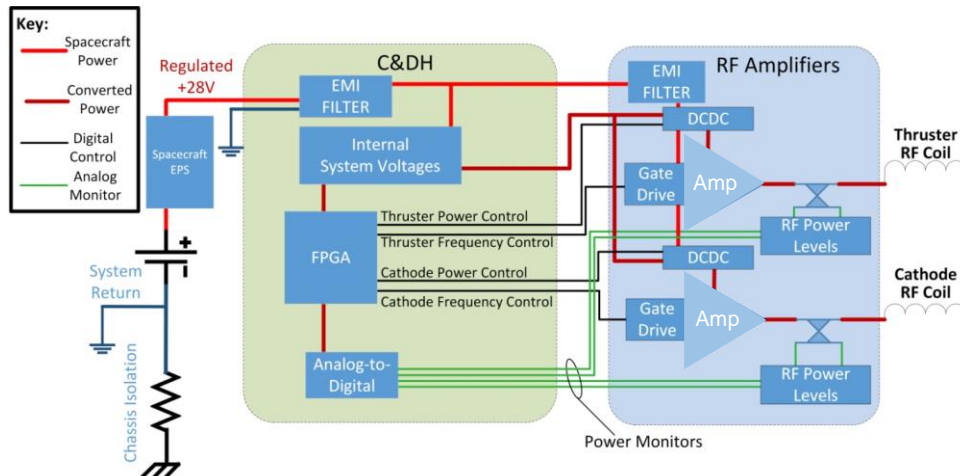 Key:
Spacecraft
Power
Converted
Power
Digital
Control
Analog
Monitor
Regulated
+28V
Spacecraft
EPS
+
-
System
Return
Chassis Isolation
C&DH
EMI
FILTER
Internal
System Voltages
FPGA
Thruster Power Control
Thruster Frequency Control
Cathode Power Control
Cathode Frequency Control
Analog-to-
Digital
Power Monitors
RF Amplifiers
EMI
FILTER
DCDC
Gate
Drive
Amp
RF Power
Levels
DCDC
Gate
Drive
Amp
RF Power
Levels
Thruster
RF Coil
Cathode
RF Coil